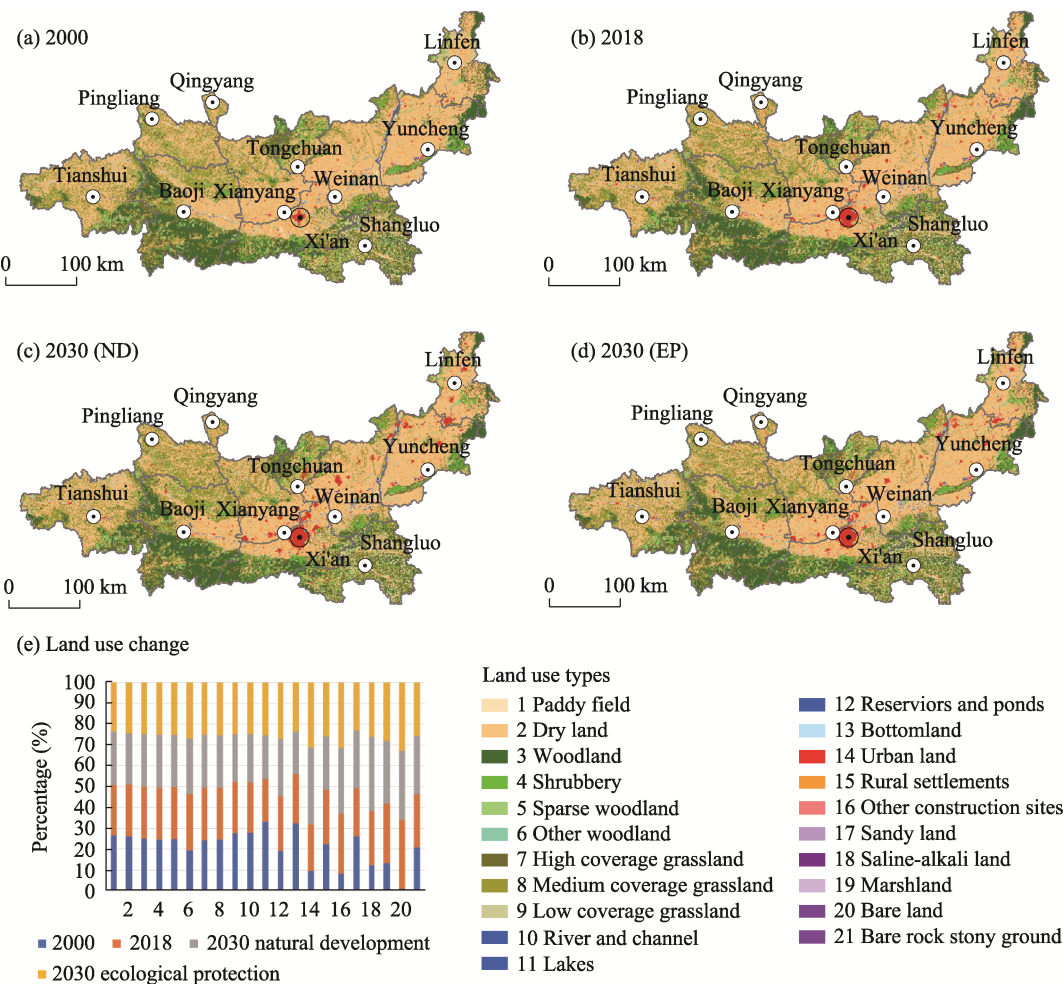 (a) 2000
Linfen
Qingyang
Pingliang
Yuncheng
Tongchuan
Tianshui
Baoji
Xianyang
Weinan
Shangluo
Xi'an
0
100 km
(b) 2018
Linfen
Qingyang
Pingliang
Yuncheng
Tongchuan
Tianshui
Baoji
Xianyang
Weinan
Shangluo
Xi'an
0
100 km
(c) 2030 (ND)
Linfen
Qingyang
Pingliang
Yuncheng
Tongchuan
Tianshui
Baoji
Xianyang
Weinan
Shangluo
Xi'an
0
100 km
(d) 2030 (EP)
Linfen
Qingyang
Pingliang
Yuncheng
Tongchuan
Tianshui
Baoji
Xianyang
Weinan
Shangluo
Xi'an
0
100 km
(e) Land use change
Percentage (%)
100
90
80
70
60
50
40
30
20
10
0
2 4 6 8 10 12 14 16 18 20
2000 2018 2030 natural development
2030 ecological protection
Land use types
1 Paddy field
2 Dry land
3 Woodland
4 Shrubbery
5 Sparse woodland
6 Other woodland
7 High coverage grassland
8 Medium coverage grassland
9 Low coverage grassland
10 River and channel
11 Lakes
12 Reserviors and ponds
13 Bottomland
14 Urban land
15 Rural settlements
16 Other construction sites
17 Sandy land
18 Saline-alkali land
19 Marshland
20 Bare land
21 Bare rock stony ground